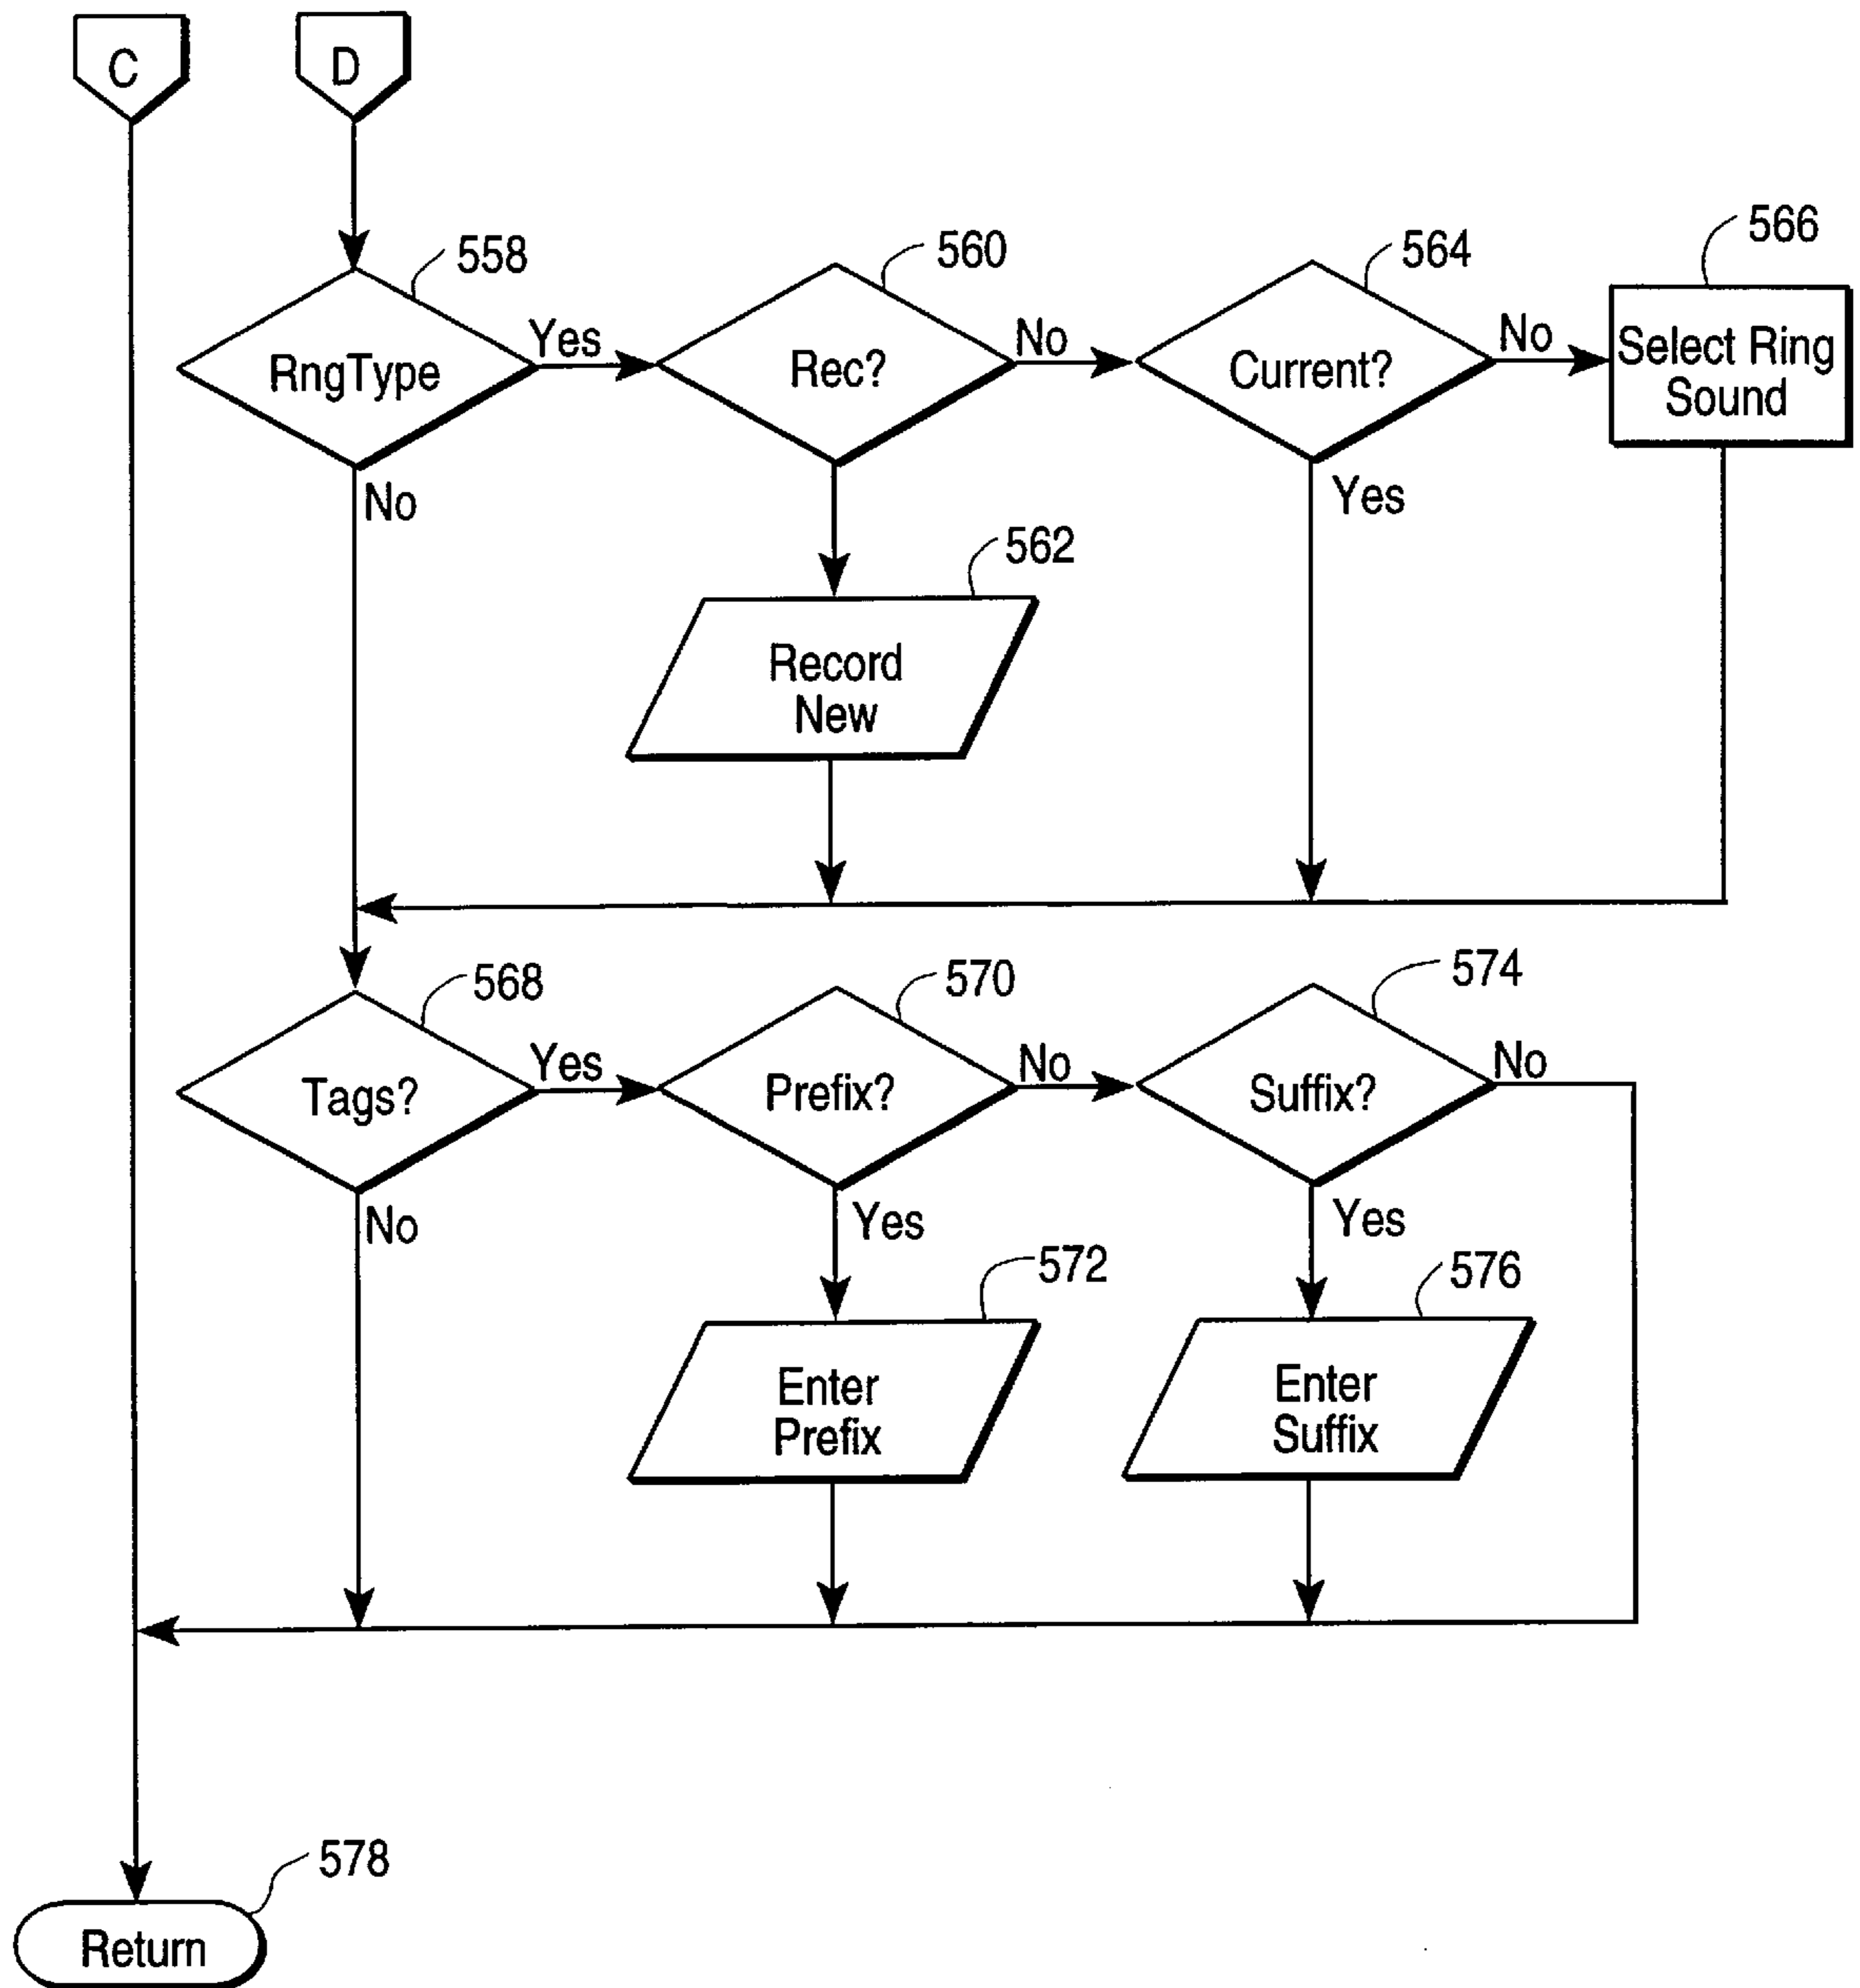 C
D
558
560
564
566
RngType
Yes
Rec?
No
Current?
No
Select Ring
Sound
No
Yes
562
Record
New
568
570
574
Tags?
Yes
Prefix?
No
Suffix?
No
No
Yes
Yes
572
576
Enter
Prefix
Enter
Suffix
578
Return